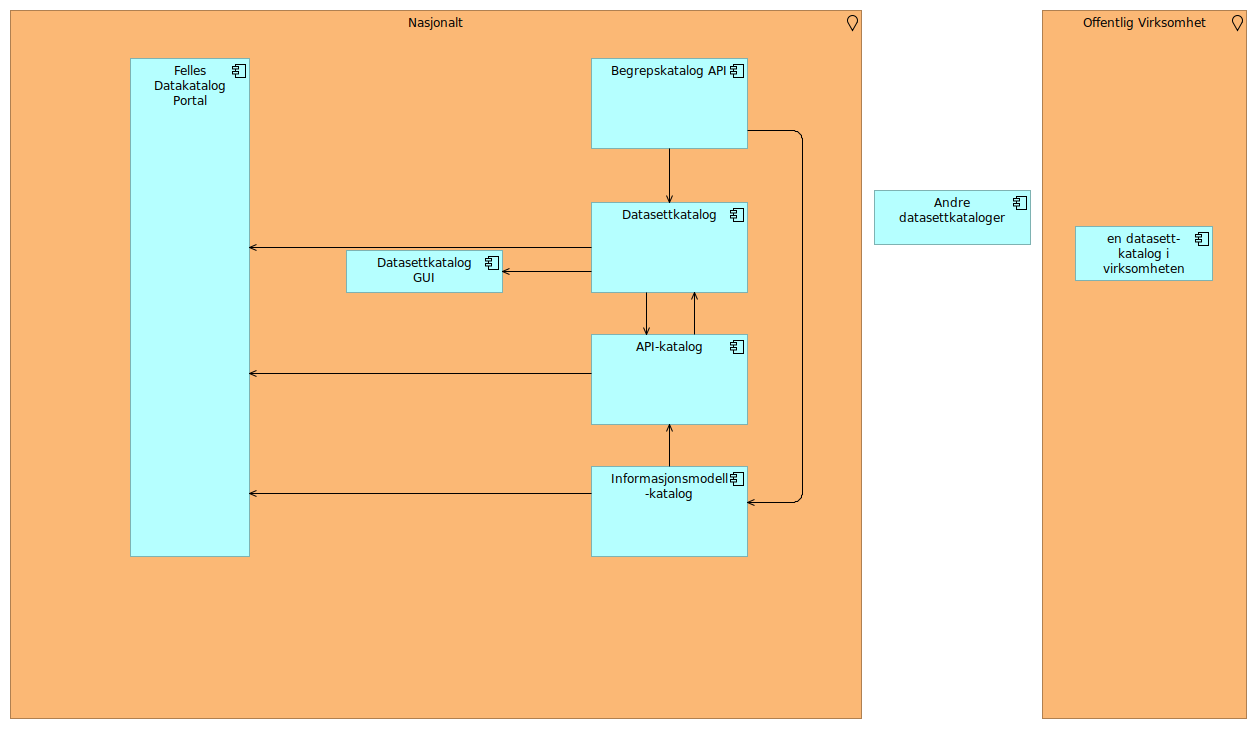 Nasjonalt
Offentlig Virksomhet
Felles
Datakatalog
Portal
Begrepskatalog API
Andre
datasettkataloger
Datasettkatalog
en datasett-
katalog i
virksomheten
Datasettkatalog
GUI
API-katalog
Informasjonsmodell
-katalog